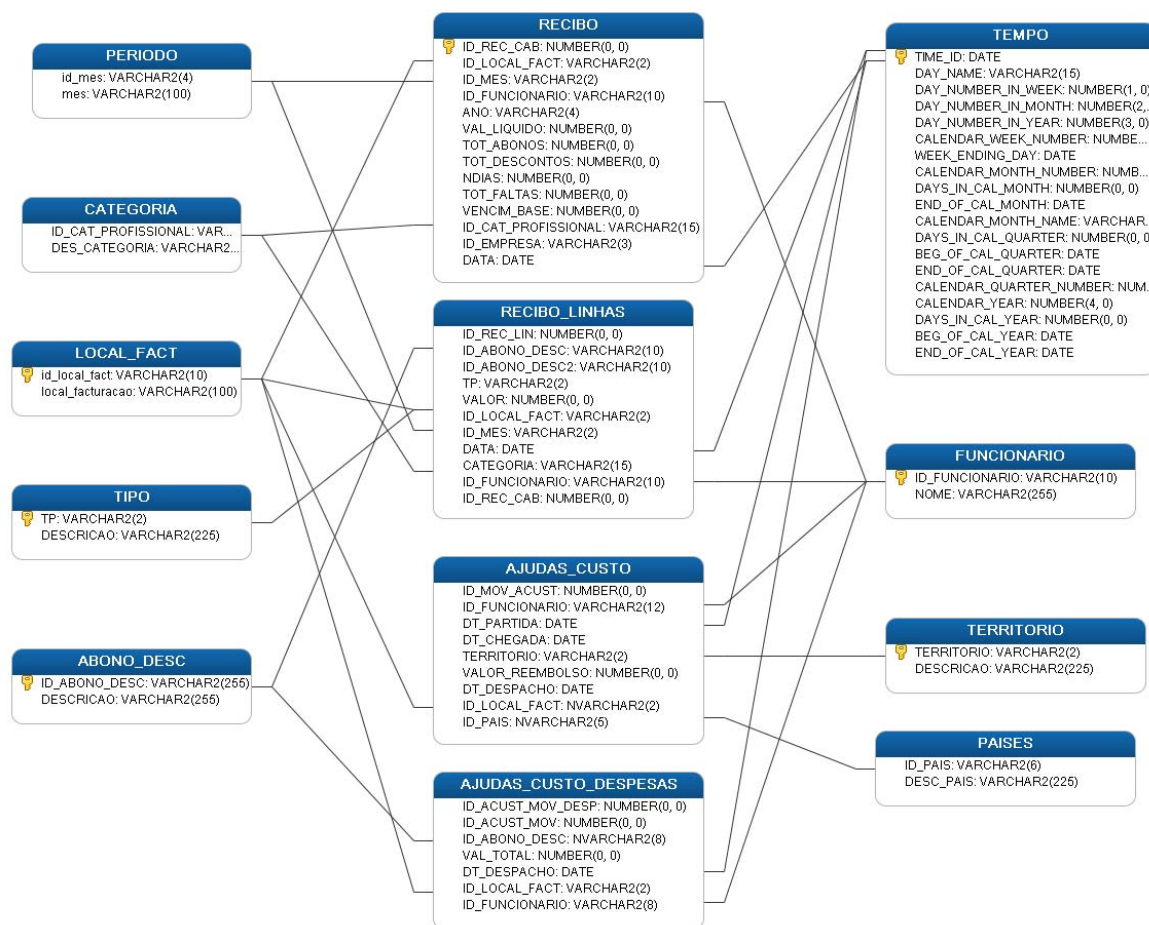 PERIODO
id_mes: VARCHAR2(4)
mes: VARCHAR2(100)
CATEGORIA
ID_CAT_PROFISSIONAL: VAR...
DES_CATEGORIA: VARCHAR2...
LOCAL_FACT
id_local_fact: VARCHAR2(10)
local_facturacao: VARCHAR2(100)
TIPO
TP: VARCHAR2(2)
DESCRICAO: VARCHAR2(225)
ABONO_DESC
ID_ABONO_DESC: VARCHAR2(255)
DESCRICAO: VARCHAR2(255)
RECIBO
ID_REC_CAB: NUMBER(0, 0)
ID_LOCAL_FACT: VARCHAR2(2)
ID_MES: VARCHAR2(2)
ID_FUNCIONARIO: VARCHAR2(10)
ANO: VARCHAR2(4)
VAL_LIQUIDO: NUMBER(0, 0)
TOT_ABONOS: NUMBER(0, 0)
TOT_DESCONTOS: NUMBER(0, 0)
NDIAS: NUMBER(0, 0)
TOT_FALTAS: NUMBER(0, 0)
VENCIM_BASE: NUMBER(0, 0)
ID_CAT_PROFISSIONAL: VARCHAR2(15)
ID_EMPRESA: VARCHAR2(3)
DATA: DATE
RECIBO_LINHAS
ID_REC_LIN: NUMBER(0, 0)
ID_ABONO_DESC: VARCHAR2(10)
ID_ABONO_DESC2: VARCHAR2(10)
TP: VARCHAR2(2)
VALOR: NUMBER(0, 0)
ID_LOCAL_FACT: VARCHAR2(2)
ID_MES: VARCHAR2(2)
DATA: DATE
CATEGORIA: VARCHAR2(15)
ID_FUNCIONARIO: VARCHAR2(10)
ID_REC_CAB: NUMBER(0, 0)
AJUDAS_CUSTO
ID_MOV_ACUST: NUMBER(0, 0)
ID_FUNCIONARIO: VARCHAR2(12)
DT_PARTIDA: DATE
DT_CHEGADA: DATE
TERRITORIO: VARCHAR2(2)
VALOR_REEMBOLSO: NUMBER(0, 0)
DT_DESPACHO: DATE
ID_LOCAL_FACT: NVARCHAR2(2)
ID_PAIS: NVARCHAR2(5)
AJUDAS_CUSTO_DESPESAS
ID_ACUST_MOV_DESP: NUMBER(0, 0)
ID_ACUST_MOV: NUMBER(0, 0)
ID_ABONO_DESC: NVARCHAR2(8)
VAL_TOTAL: NUMBER(0, 0)
DT_DESPACHO: DATE
ID_LOCAL_FACT: VARCHAR2(2)
ID_FUNCIONARIO: VARCHAR2(8)
TEMPO
TIME_ID: DATE
DAY_NAME: VARCHAR2(15)
DAY_NUMBER_IN_WEEK: NUMBER(1, 0)
DAY_NUMBER_IN_MONTH: NUMBER(2,...
DAY_NUMBER_IN_YEAR: NUMBER(3, 0)
CALENDAR_WEEK_NUMBER: NUMBE...
WEEK_ENDING_DAY: DATE
CALENDAR_MONTH_NUMBER: NUMB...
DAYS_IN_CAL_MONTH: NUMBER(0, 0)
END_OF_CAL_MONTH: DATE
CALENDAR_MONTH_NAME: VARCHAR...
DAYS_IN_CAL_QUARTER: NUMBER(0, 0)
BEG_OF_CAL_QUARTER: DATE
END_OF_CAL_QUARTER: DATE
CALENDAR_QUARTER_NUMBER: NUM...
CALENDAR_YEAR: NUMBER(4, 0)
DAYS_IN_CAL_YEAR: NUMBER(0, 0)
BEG_OF_CAL_YEAR: DATE
END_OF_CAL_YEAR: DATE
FUNCIONARIO
ID_FUNCIONARIO: VARCHAR2(10)
NOME: VARCHAR2(255)
TERRITORIO
TERRITORIO: VARCHAR2(2)
DESCRICAO: VARCHAR2(225)
PAISES
ID_PAIS: VARCHAR2(6)
DESC_PAIS: VARCHAR2(225)